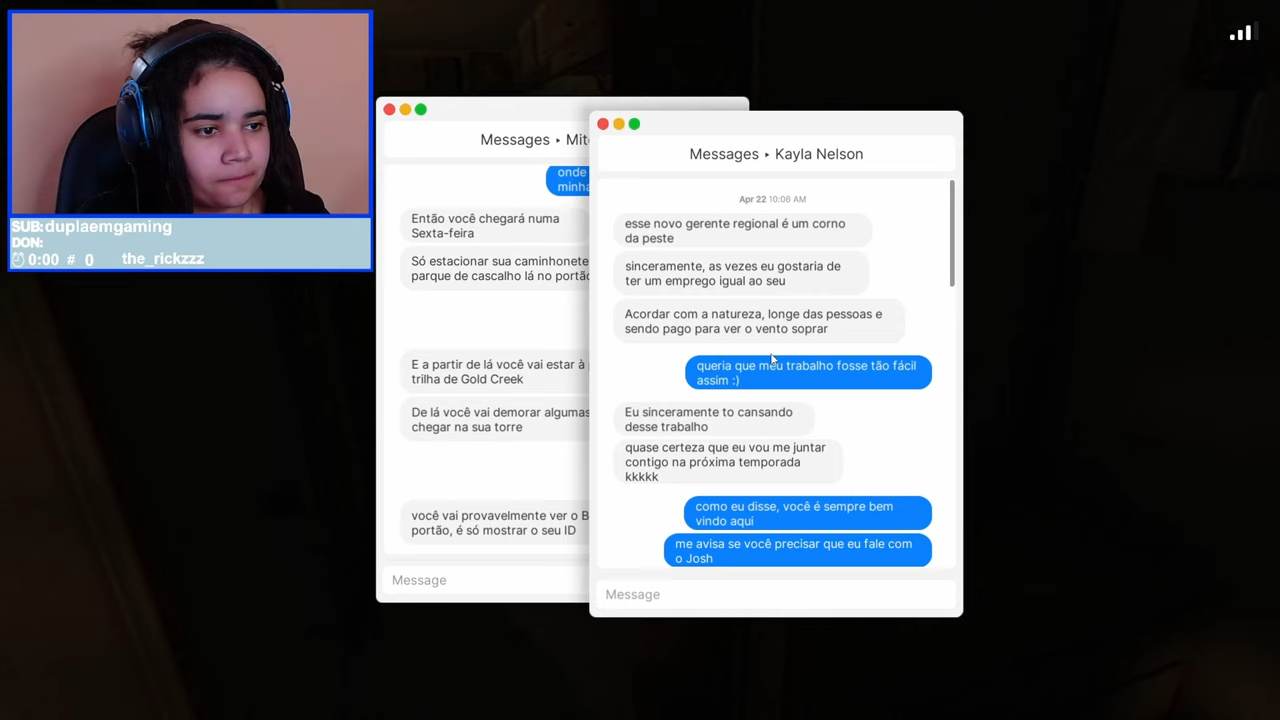 SUB:duplaemgaming
DON:
0:00 # 0 the_rickzzz
Messages ▸
onde
Então você chegará numa
Sexta-feira
Só estacionar sua caminhonete
parque de cascalho lá no portão
E a partir de lá você vai estar à
trilha de Gold Creek
De lá você vai demorar algumas
chegar na sua torre
você vai provavelmente ver o
portão, é só mostrar o seu ID
Message
Messages ▸ Kayla Nelson
Apr 22 10:06 AM
esse novo gerente regional é um corno
da peste
sinceramente, as vezes eu gostaria de
ter um emprego igual ao seu
Acordar com a natureza, longe das pessoas e
sendo pago para ver o vento soprar
queria que meu trabalho fosse tão fácil
assim :)
Eu sinceramente to cansando
desse trabalho
quase certeza que eu vou me juntar
contigo na próxima temporada
kkkkk
como eu disse, você é sempre bem
vindo aqui
me avisa se você precisar que eu fale com
o Josh
Message